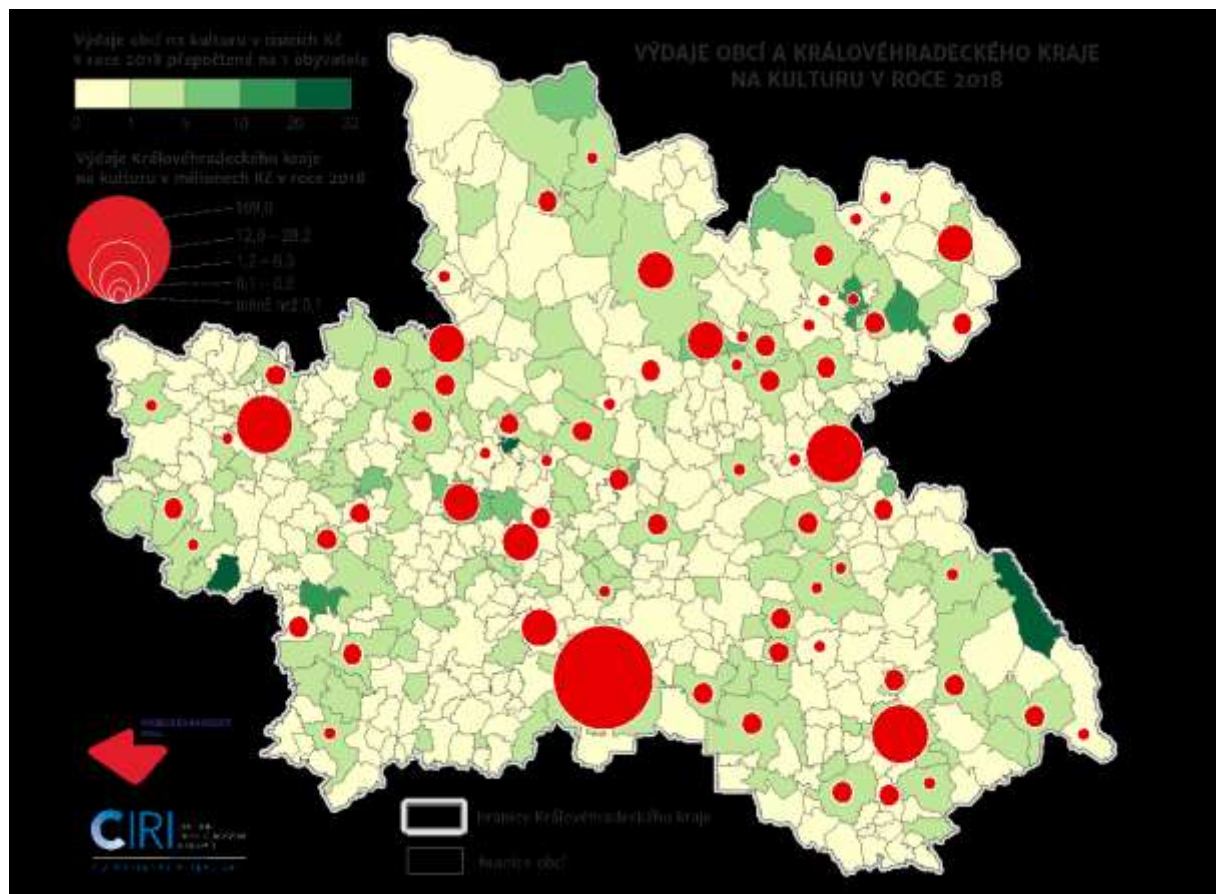 Výdaje obcí na kulturu v tisících Kč
v roce 2018 přepočtené na 1 obyvatele
0 1 5 10 20 32
VÝDAJE OBCÍ A KRÁLOVÉHRADECKÉHO KRAJE
NA KULTURU V ROCE 2018
Výdaje Královéhradeckého kraje
na kulturu v milionech Kč v roce 2018
169,0
12,0 – 28,2
1,2 – 6,3
0,1 – 0,8
méně než 0,1
CIRI
hranice Královéhradeckého kraje
hranice obcí